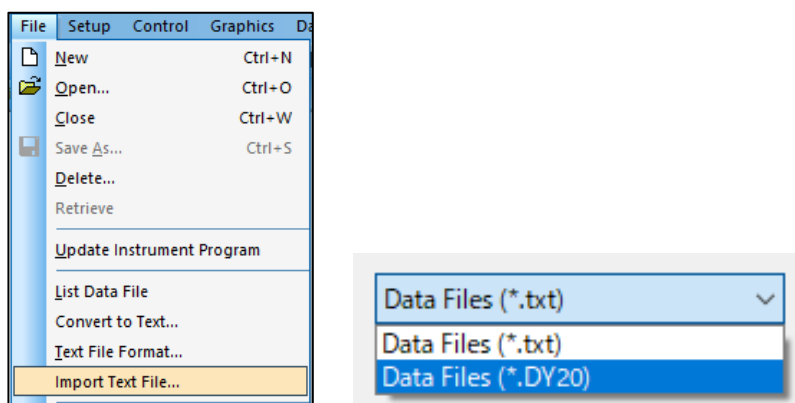 File Setup Control Graphics
New Ctrl+N
Open... Ctrl+O
Close Ctrl+W
Save As... Ctrl+S
Delete...
Retrieve
Update Instrument Program
List Data File
Convert to Text...
Text File Format...
Import Text File...
Data Files (*.txt)
Data Files (*.txt)
Data Files (*.DY20)